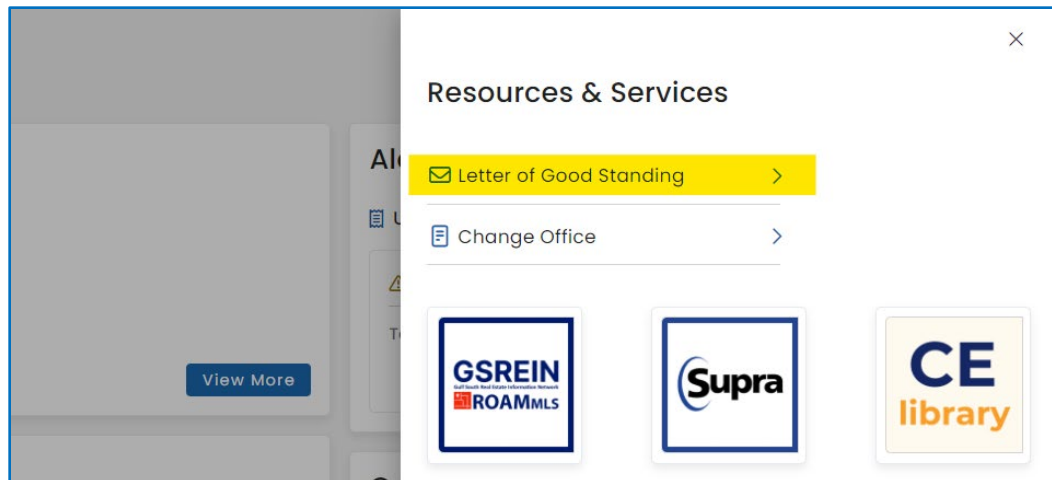 Resources & Services
Letter of Good Standing
Change Office
View More
GSREIN
Gulf South Real Estate Information Network
ROAMMLS
Supra
CE
library